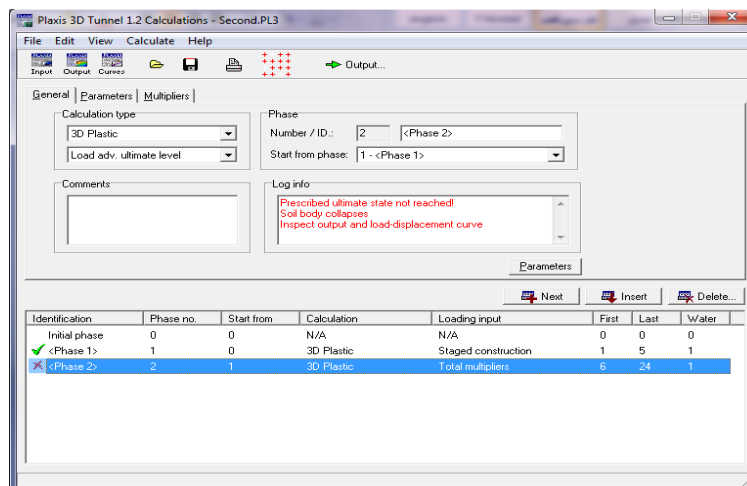 Plaxis 3D Tunnel 1.2 Calculations - Second.PL3
File Edit View Calculate Help
Input Output Curves Output...
General Parameters Multipliers
Calculation type
3D Plastic
Load adv. ultimate level
Phase
Number / ID.: 2 <Phase 2>
Start from phase: 1 - <Phase 1>
Comments
Log info
Prescribed ultimate state not reached!
Soil body collapses
Inspect output and load-displacement curve
Parameters
Next Insert Delete...
Identification Phase no. Start from Calculation Loading input First Last Water
Initial phase 0 0 N/A N/A 0 0 0
<Phase 1> 1 0 3D Plastic Staged construction 1 5 1
<Phase 2> 2 1 3D Plastic Total multipliers 6 24 1